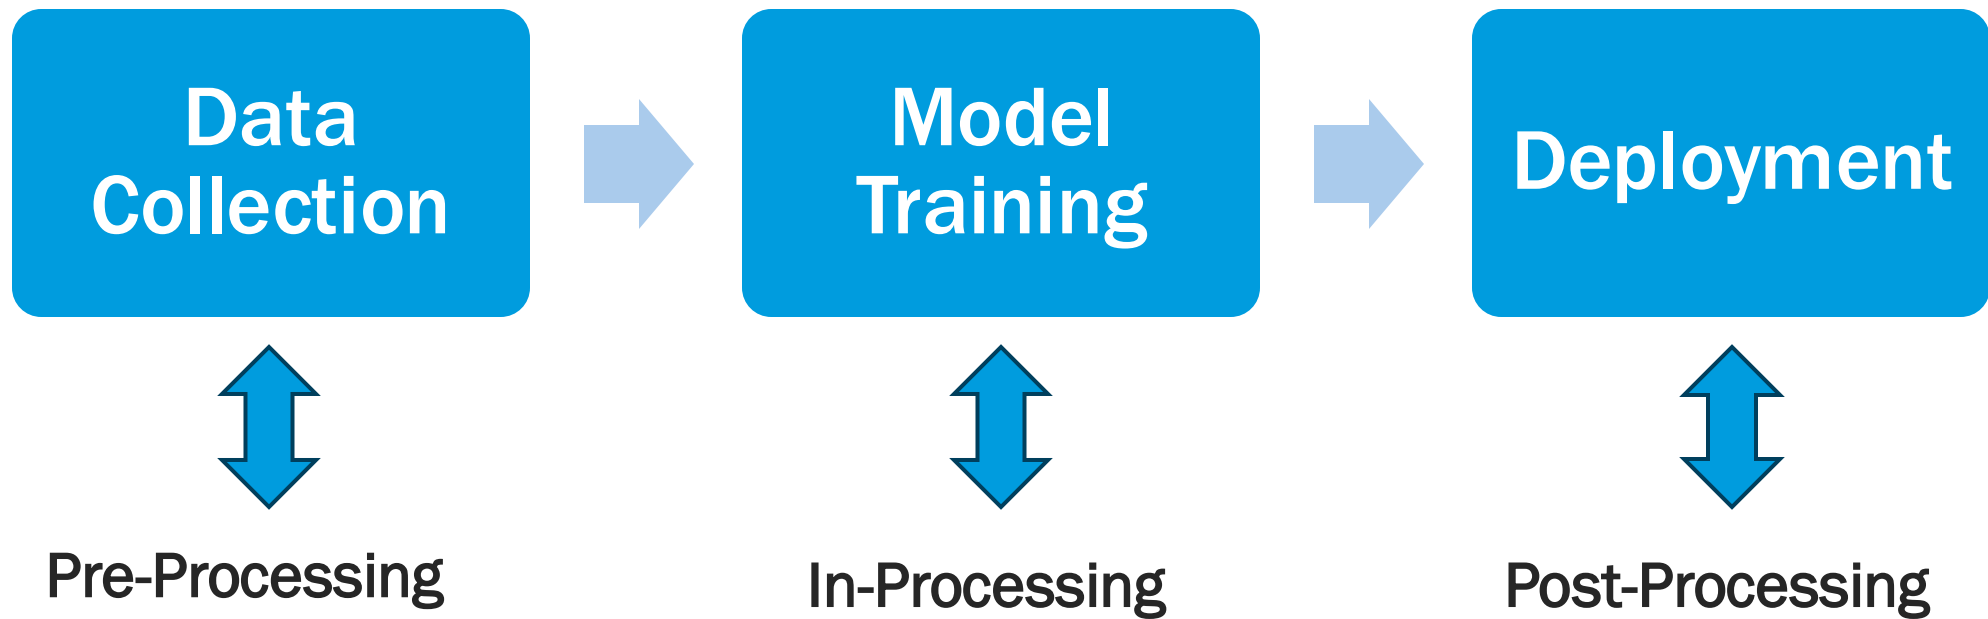 Data
Collection
Model
Training
Deployment
Pre-Processing
In-Processing
Post-Processing